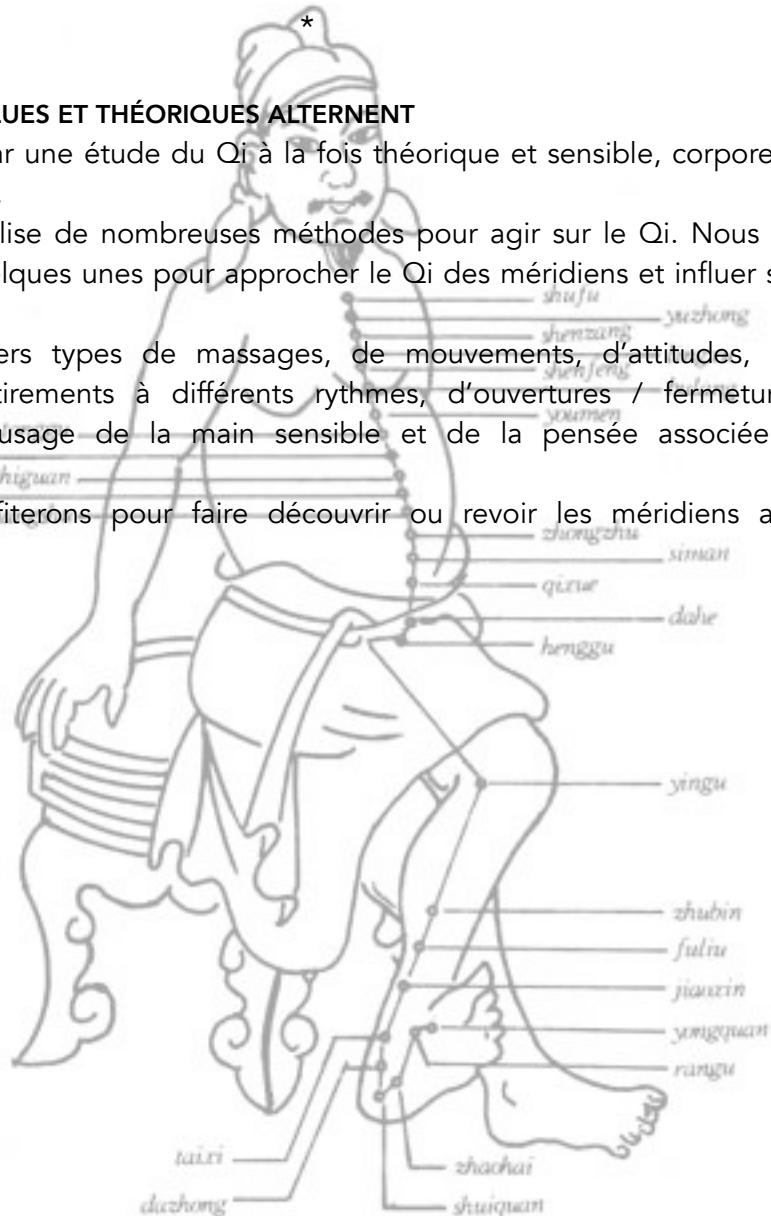 *
LUES ET THÉORIQUES ALTERNENT
ar une étude du Qi à la fois théorique et sensible, corpore
lise de nombreuses méthodes pour agir sur le Qi. Nous
elques unes pour approcher le Qi des méridiens et influer s
shufu
yuzhong
shenzang
ers types de massages, de mouvements, d'attitudes,
shenfeng
tirements à différents rythmes, d'ouvertures / fermetur
youmen
usage de la main sensible et de la pensée associée
higuan
fiterons pour faire découvrir ou revoir les méridiens a
zhongzhu
siman
qixue
dahe
henggu
yingu
zhubin
fuliu
jiaoxin
yongquan
rangu
taixi
zhaohai
dazhong
shuiquan